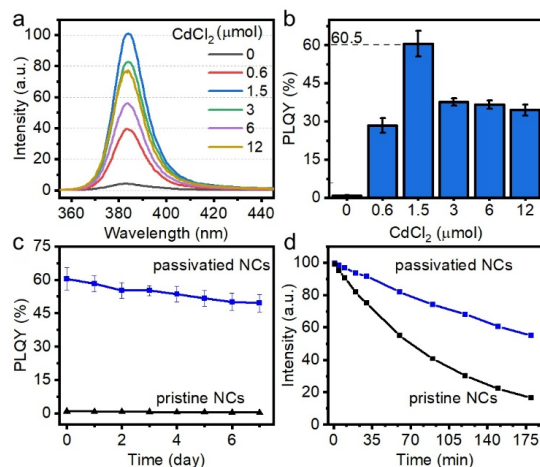 a
CdCl2 (μmol)
0
0.6
1.5
3
6
12
Intensity (a.u.)
100
80
60
40
20
0
360 380 400 420 440
Wavelength (nm)
b
60.5
PLQY (%)
60
30
15
0
0 0.6 1.5 3 6 12
CdCl2 (μmol)
c
passivatied NCs
PLQY (%)
75
60
45
30
15
0
pristine NCs
0 2 4 6
Time (day)
d
passivatied NCs
Intensity (a.u.)
100
80
60
40
20
0
pristine NCs
0 35 70 105 140 175
Time (min)